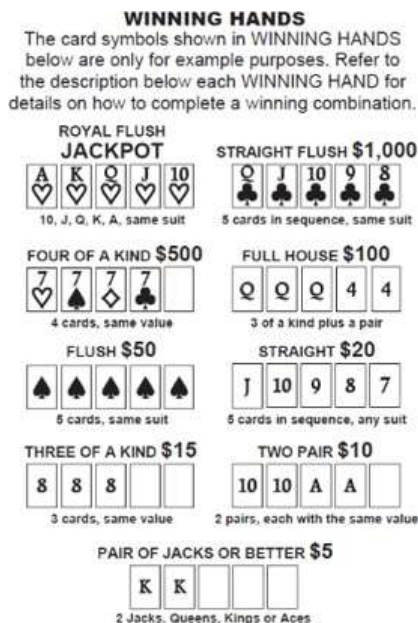 WINNING HANDS
The card symbols shown in WINNING HANDS
below are only for example purposes. Refer to
the description below each WINNING HAND for
details on how to complete a winning combination.
ROYAL FLUSH
JACKPOT
A K Q J 10
10, J, Q, K, A, same suit
STRAIGHT FLUSH $1,000
Q J 10 9 8
5 cards in sequence, same suit
FOUR OF A KIND $500
7 7 7 7
4 cards, same value
FULL HOUSE $100
Q Q Q 4 4
3 of a kind plus a pair
FLUSH $50
5 cards, same suit
STRAIGHT $20
J 10 9 8 7
5 cards in sequence, any suit
THREE OF A KIND $15
8 8 8
3 cards, same value
TWO PAIR $10
10 10 A A
2 pairs, each with the same value
PAIR OF JACKS OR BETTER $5
K K
2 Jacks, Queens, Kings or Aces